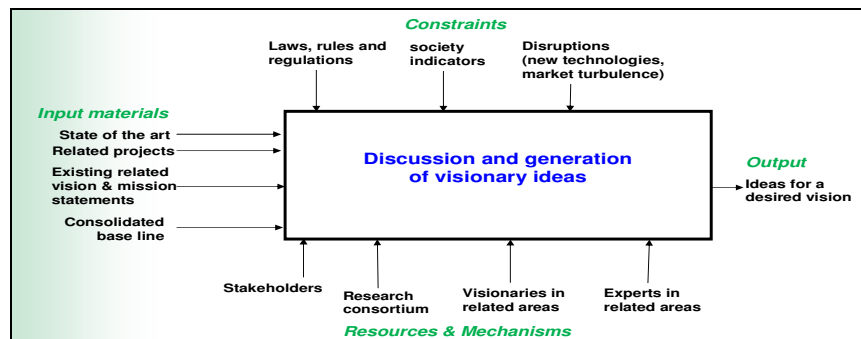 Constraints
Laws, rules and
regulations
society
indicators
Disruptions
(new technologies,
market turbulence)
Input materials
State of the art
Related projects
Existing related
vision & mission
statements
Consolidated
base line
Discussion and generation
of visionary ideas
Output
Ideas for a
desired vision
Stakeholders
Research
consortium
Visionaries in
related areas
Experts in
related areas
Resources & Mechanisms